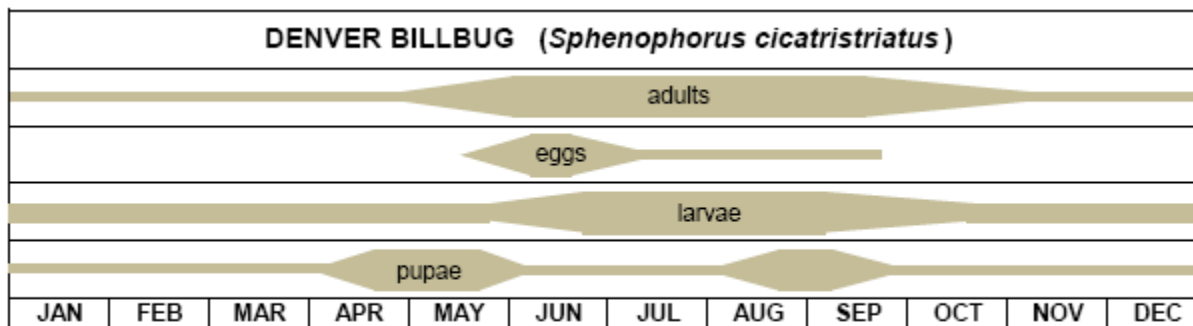 DENVER BILLBUG (Sphenophorus cicatristriatus)
adults
eggs
larvae
pupae
JAN FEB MAR APR MAY JUN JUL AUG SEP OCT NOV DEC